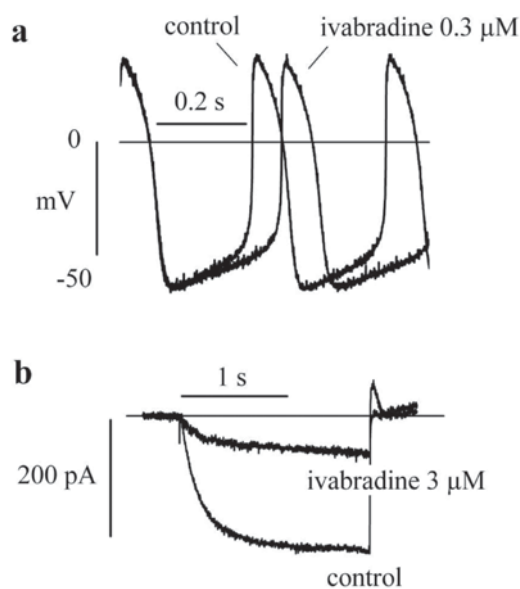 a
control
ivabradine 0.3 µM
0.2 s
0
mV
-50
b
1 s
200 pA
ivabradine 3 µM
control